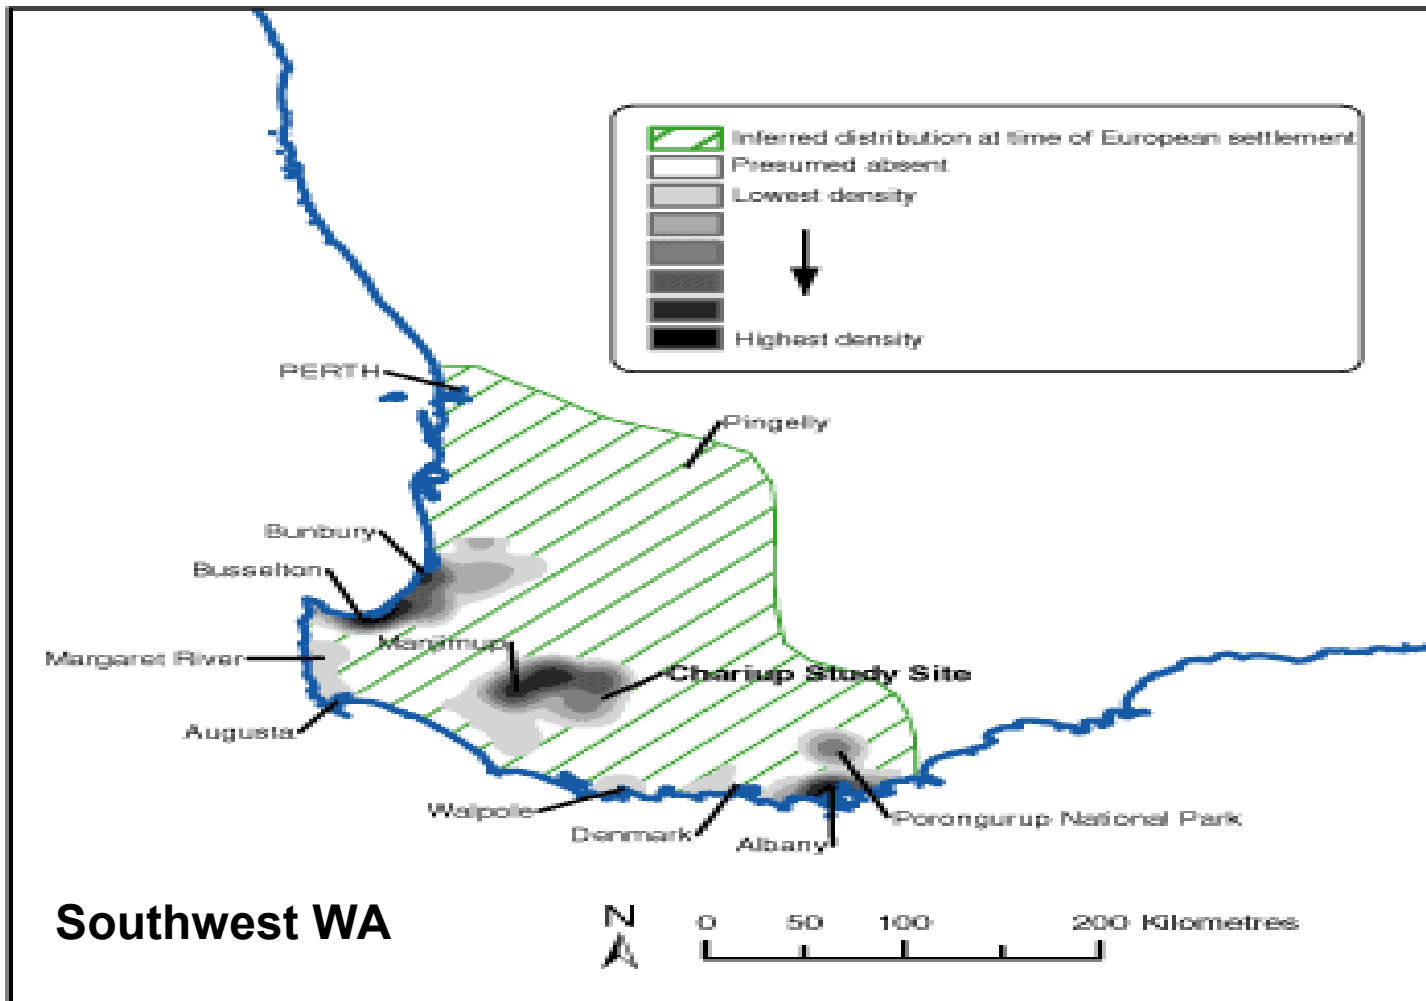 Inferred distribution at time of European settlement
Presumed absent
Lowest density
Highest density
PERTH
Pingelly
Bunbury
Busselton
Manjimup
Margaret River
Chariup Study Site
Augusta
Walpole
Porongurup National Park
Denmark
Albany
Southwest WA
N
0 50 100 200 Kilometres